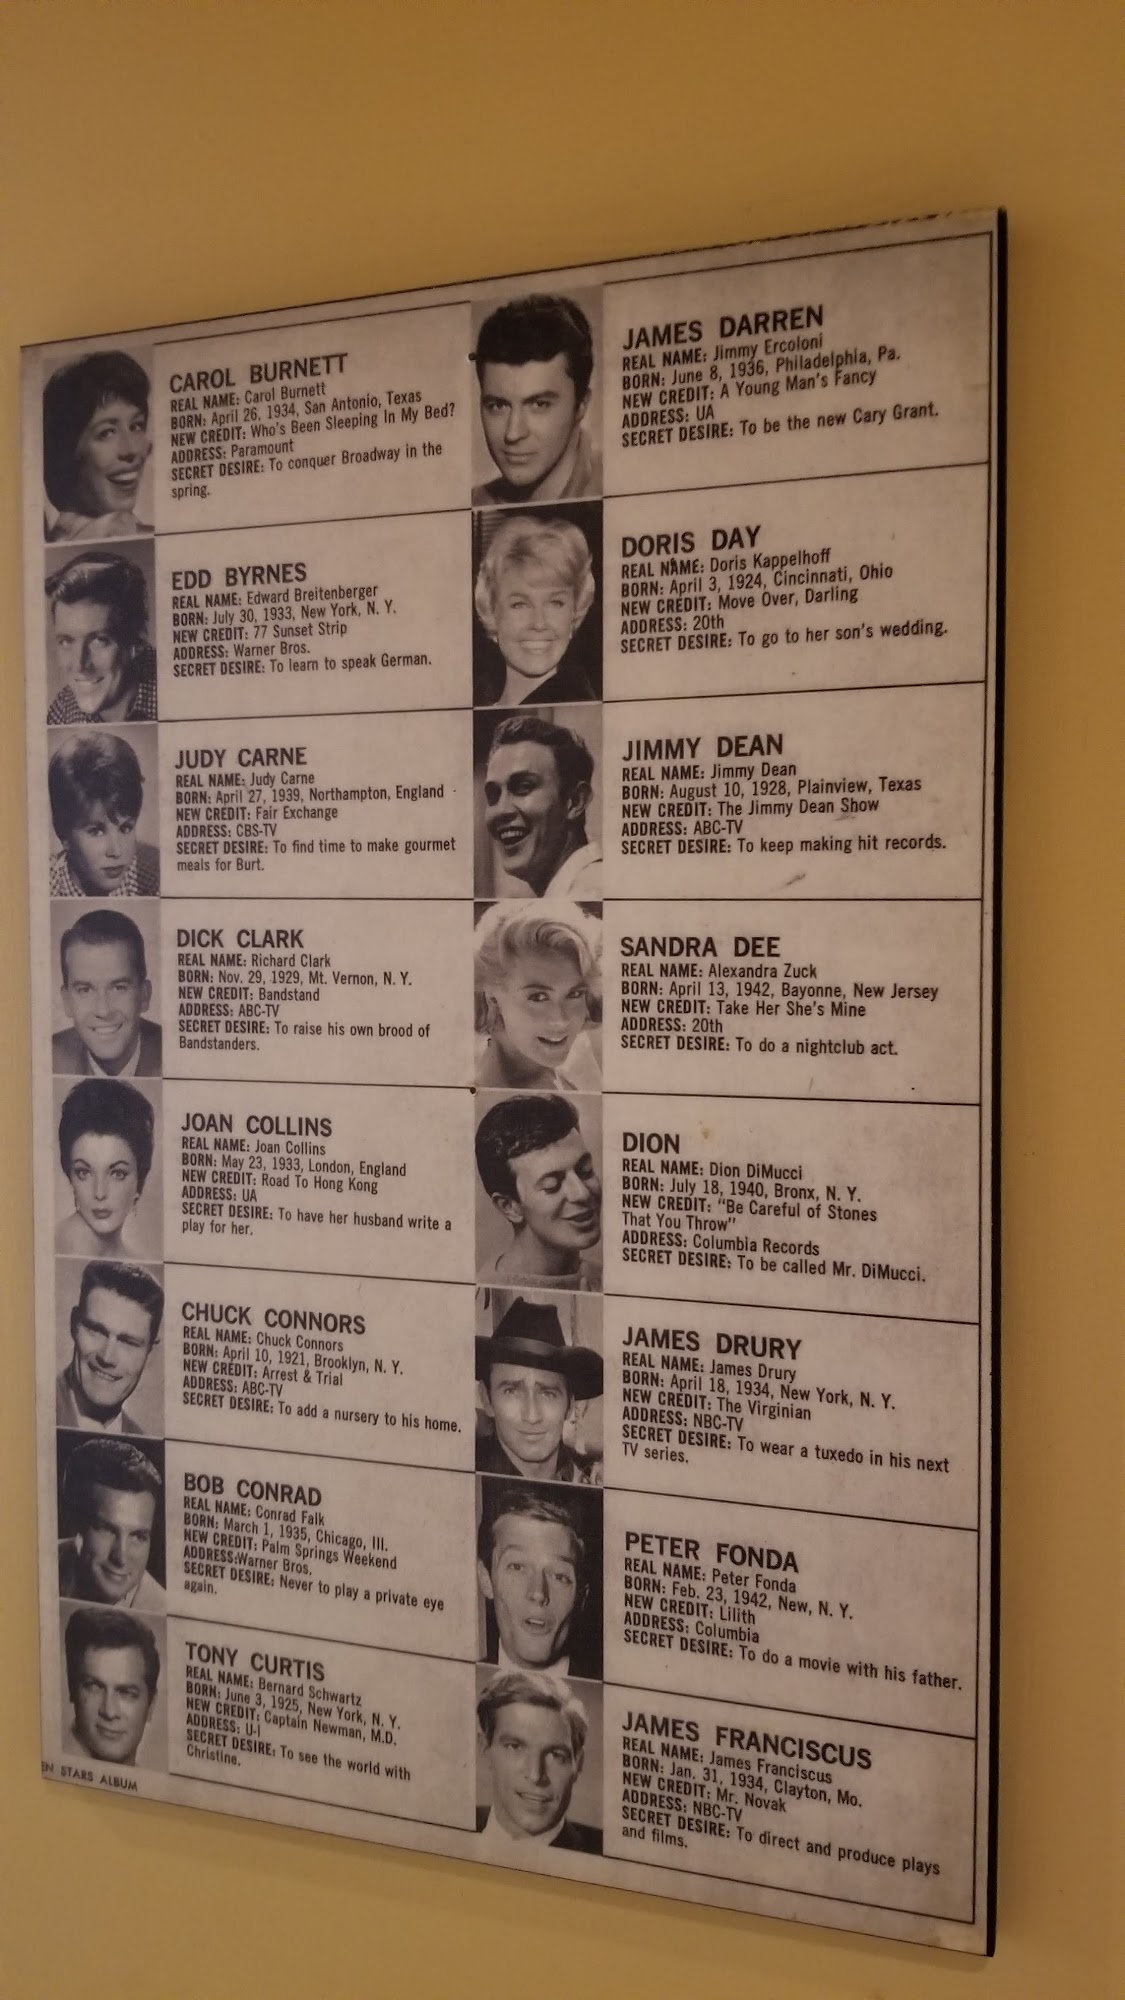 CAROL BURNETT
REAL NAME: Carol Burnett
BORN: April 26, 1934, San Antonio, Texas
NEW CREDIT: Who's Been Sleeping In My Bed?
ADDRESS: Paramount
SECRET DESIRE: To conquer Broadway in the
spring.
EDD BYRNES
REAL NAME: Edward Breitenberger
BORN: July 30, 1933, New York, N. Y.
NEW CREDIT: 77 Sunset Strip
ADDRESS: Warner Bros.
SECRET DESIRE: To learn to speak German.
JUDY CARNE
REAL NAME: Judy Carne
BORN: April 27, 1939, Northampton, England
NEW CREDIT: Fair Exchange
ADDRESS: CBS-TV
SECRET DESIRE: To find time to make gourmet
meals for Burt.
DICK CLARK
REAL NAME: Richard Clark
BORN: Nov. 29, 1929, Mt. Vernon, N. Y.
NEW CREDIT: Bandstand
ADDRESS: ABC-TV
SECRET DESIRE: To raise his own brood of
Bandstanders.
JOAN COLLINS
REAL NAME: Joan Collins
BORN: May 23, 1933, London, England
NEW CREDIT: Road To Hong Kong
ADDRESS: UA
SECRET DESIRE: To have her husband write a
play for her.
CHUCK CONNORS
REAL NAME: Chuck Connors
BORN: April 10, 1921, Brooklyn, N. Y.
NEW CREDIT: Arrest & Trial
ADDRESS: ABC-TV
SECRET DESIRE: To add a nursery to his home.
BOB CONRAD
REAL NAME: Conrad Falk
BORN: March 1, 1935, Chicago, Ill.
NEW CREDIT: Palm Springs Weekend
ADDRESS:Warner Bros.
SECRET DESIRE: Never to play a private eye
again.
TONY CURTIS
REAL NAME: Bernard Schwartz
BORN: June 3, 1925, New York, N. Y.
NEW CREDIT: Captain Newman, M.D.
ADDRESS: U-I
SECRET DESIRE: To see the world with
Christine.
EN STARS ALBUM
JAMES DARREN
REAL NAME: Jimmy Ercoloni
BORN: June 8, 1936, Philadelphia, Pa.
NEW CREDIT: A Young Man's Fancy
ADDRESS: UA
SECRET DESIRE: To be the new Cary Grant.
DORIS DAY
REAL NAME: Doris Kappelhoff
BORN: April 3, 1924, Cincinnati, Ohio
NEW CREDIT: Move Over, Darling
ADDRESS: 20th
SECRET DESIRE: To go to her son's wedding.
JIMMY DEAN
REAL NAME: Jimmy Dean
BORN: August 10, 1928, Plainview, Texas
NEW CREDIT: The Jimmy Dean Show
ADDRESS: ABC-TV
SECRET DESIRE: To keep making hit records.
SANDRA DEE
REAL NAME: Alexandra Zuck
BORN: April 13, 1942, Bayonne, New Jersey
NEW CREDIT: Take Her She's Mine
ADDRESS: 20th
SECRET DESIRE: To do a nightclub act.
DION
REAL NAME: Dion DiMucci
BORN: July 18, 1940, Bronx, N. Y.
NEW CREDIT: "Be Careful of Stones
That You Throw"
ADDRESS: Columbia Records
SECRET DESIRE: To be called Mr. DiMucci.
JAMES DRURY
REAL NAME: James Drury
BORN: April 18, 1934, New York, N. Y.
NEW CREDIT: The Virginian
ADDRESS: NBC-TV
SECRET DESIRE: To wear a tuxedo in his next
TV series.
PETER FONDA
REAL NAME: Peter Fonda
BORN: Feb. 23, 1942, New, N. Y.
NEW CREDIT: Lilith
ADDRESS: Columbia
SECRET DESIRE: To do a movie with his father.
JAMES FRANCISCUS
REAL NAME: James Franciscus
BORN: Jan. 31, 1934, Clayton, Mo.
NEW CREDIT: Mr. Novak
ADDRESS: NBC-TV
SECRET DESIRE: To direct and produce plays
and films.